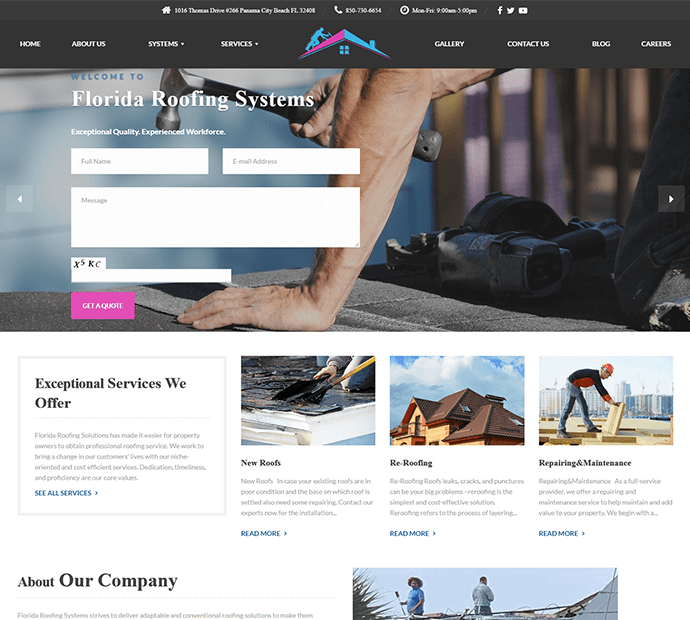 1016 Thomas Drive #266 Panama City Beach FL 32408
850-730-6654
Mon-Fri: 9:00am-5:00pm
HOME
ABOUT US
SYSTEMS
SERVICES
GALLERY
CONTACT US
BLOG
CAREERS
WELCOME TO
Florida Roofing Systems
Exceptional Quality. Experienced Workforce.
Full Name
E-mail Address
Message
X5 KC
GET A QUOTE
Exceptional Services We
Offer
Florida Roofing Solutions has made it easier for property
owners to obtain professional roofing service. We work to
bring a change in our customers' lives with our niche-
oriented and cost efficient services. Dedication, timeliness,
and proficiency are our core values.
SEE ALL SERVICES
New Roofs
New Roofs In case your existing roofs are in
poor condition and the base on which roof is
settled also need some repairing. Contact our
experts now for the installation...
READ MORE
Re-Roofing
Re-Roofing Roofs leaks, cracks, and punctures
can be your big problems –reroofing is the
simplest and cost-effective solution.
Reroofing refers to the process of layering...
READ MORE
Repairing&Maintenance
Repairing&Maintenance As a full-service
provider, we offer a repairing and
maintenance service to help maintain and add
value to your property. We begin with a...
READ MORE
About Our Company
Florida Roofing Systems strives to deliver adaptable and conventional roofing solutions to make them